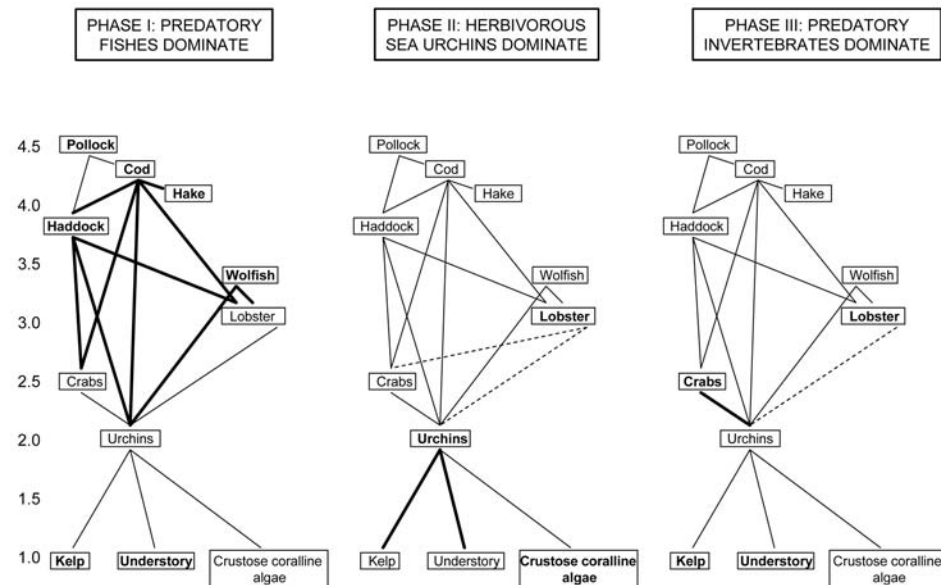 PHASE I: PREDATORY
FISHES DOMINATE
PHASE II: HERBIVOROUS
SEA URCHINS DOMINATE
PHASE III: PREDATORY
INVERTEBRATES DOMINATE
4.5
4.0
3.5
3.0
2.5
2.0
1.5
1.0
Pollock
Cod
Hake
Haddock
Wolfish
Lobster
Crabs
Urchins
Kelp
Understory
Crustose coralline
algae
Pollock
Cod
Hake
Haddock
Wolfish
Lobster
Crabs
Urchins
Kelp
Understory
Crustose coralline
algae
Pollock
Cod
Hake
Haddock
Wolfish
Lobster
Crabs
Urchins
Kelp
Understory
Crustose coralline
algae